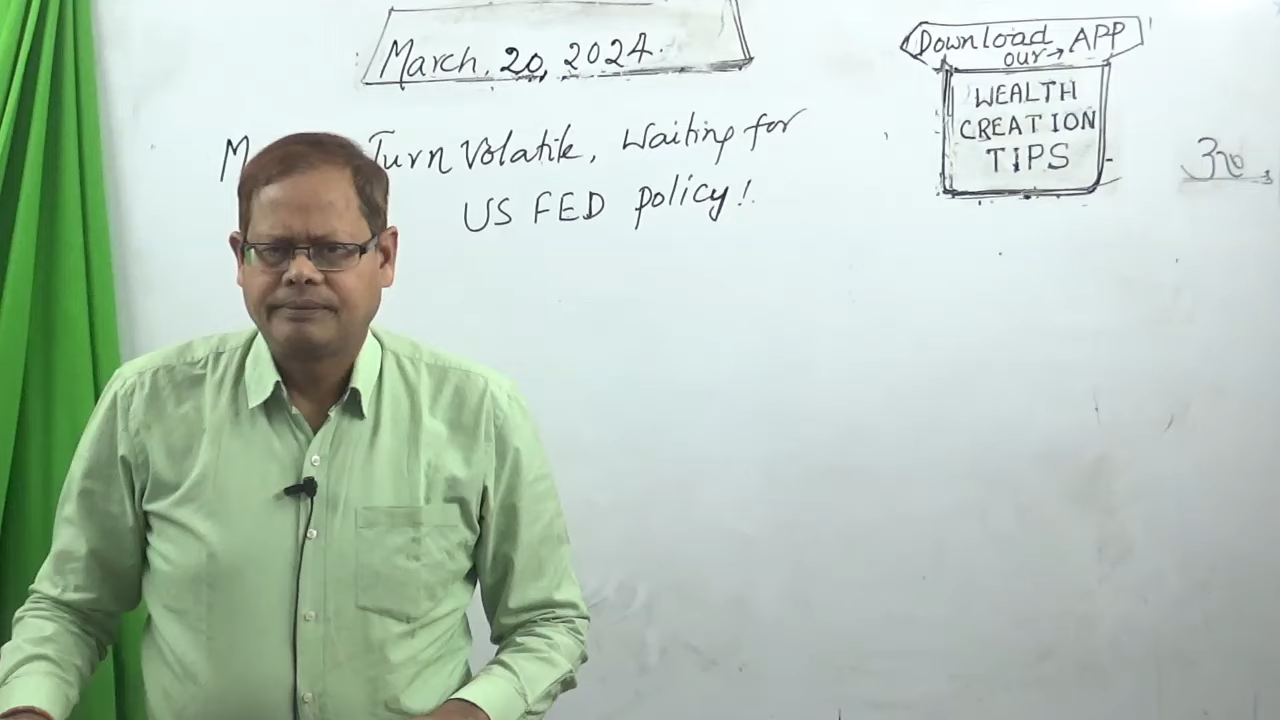 March, 20, 2024.
Turn Volatile, Waiting for
US FED policy!
Download
our → APP
WEALTH
CREATION
TIPS